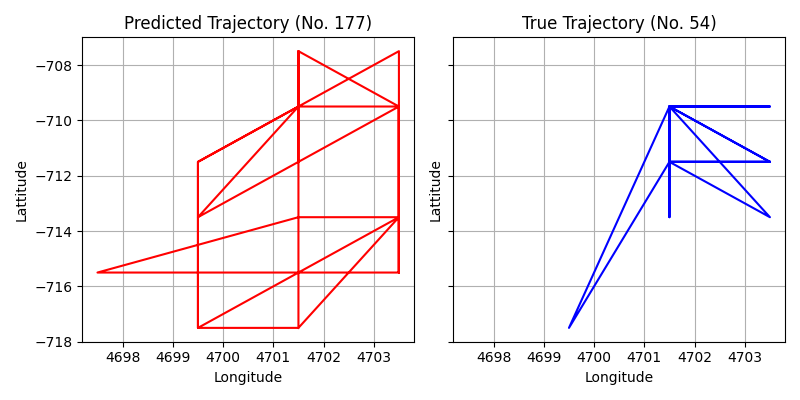 Predicted Trajectory (No. 177)
True Trajectory (No. 54)
Lattitude
−708
−710
−712
−714
−716
−718
4698 4699 4700 4701 4702 4703
Longitude
Lattitude
4698 4699 4700 4701 4702 4703
Longitude